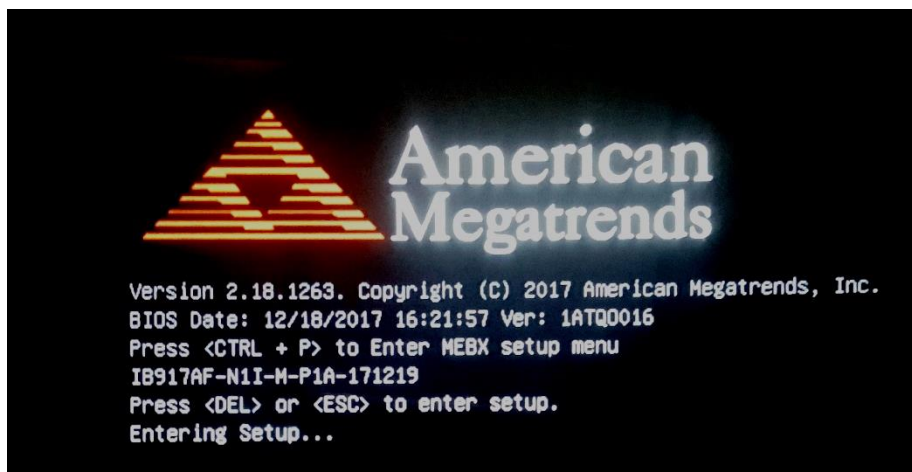 American
Megatrends
Version 2.18.1263. Copyright (C) 2017 American Megatrends, Inc.
BIOS Date: 12/18/2017 16:21:57 Ver: 1ATQO016
Press <CTRL + P> to Enter MEBX setup menu
IB917AF-N1I-M-P1A-171219
Press <DEL> or <ESC> to enter setup.
Entering Setup...